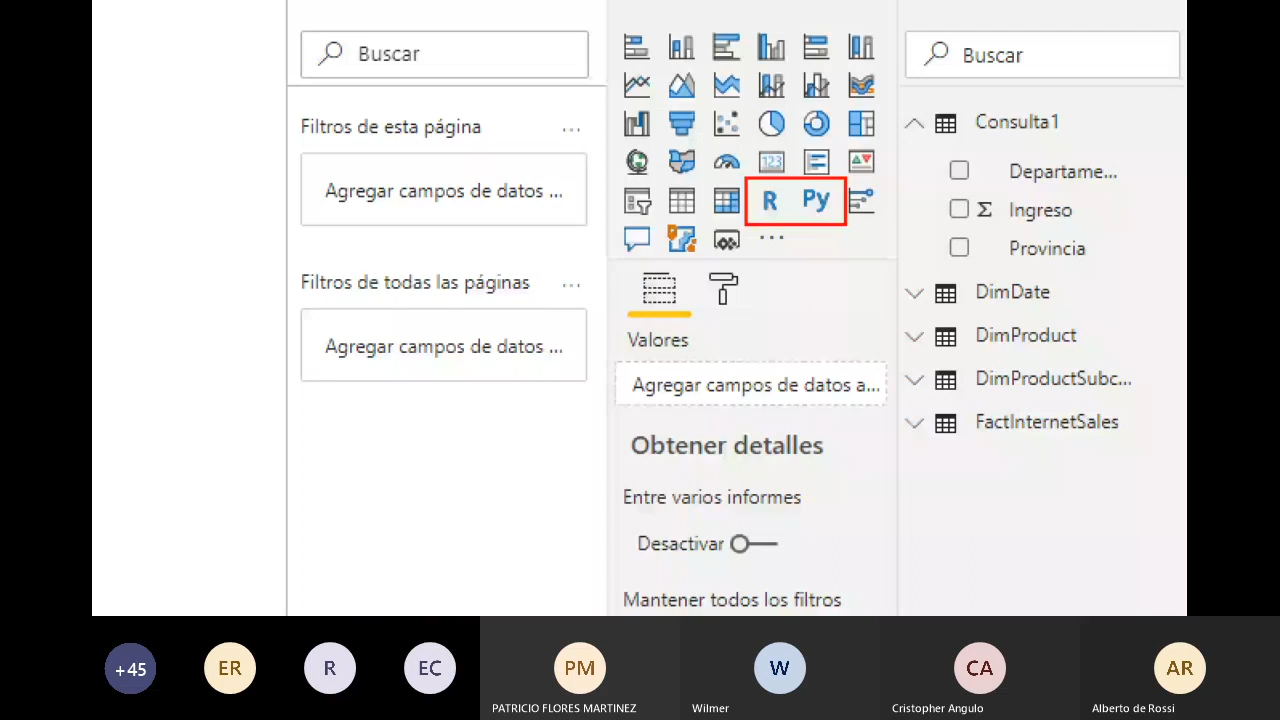 Buscar
Filtros de esta página
...
Agregar campos de datos ...
Filtros de todas las páginas
...
Agregar campos de datos ...
123
R
Py
...
Valores
Agregar campos de datos a...
Obtener detalles
Entre varios informes
Desactivar
Mantener todos los filtros
Buscar
Consulta1
Departame...
Σ Ingreso
Provincia
DimDate
DimProduct
DimProductSubc...
FactInternetSales
+45
ER
R
EC
PM
PATRICIO FLORES MARTINEZ
W
Wilmer
CA
Cristopher Angulo
AR
Alberto de Rossi